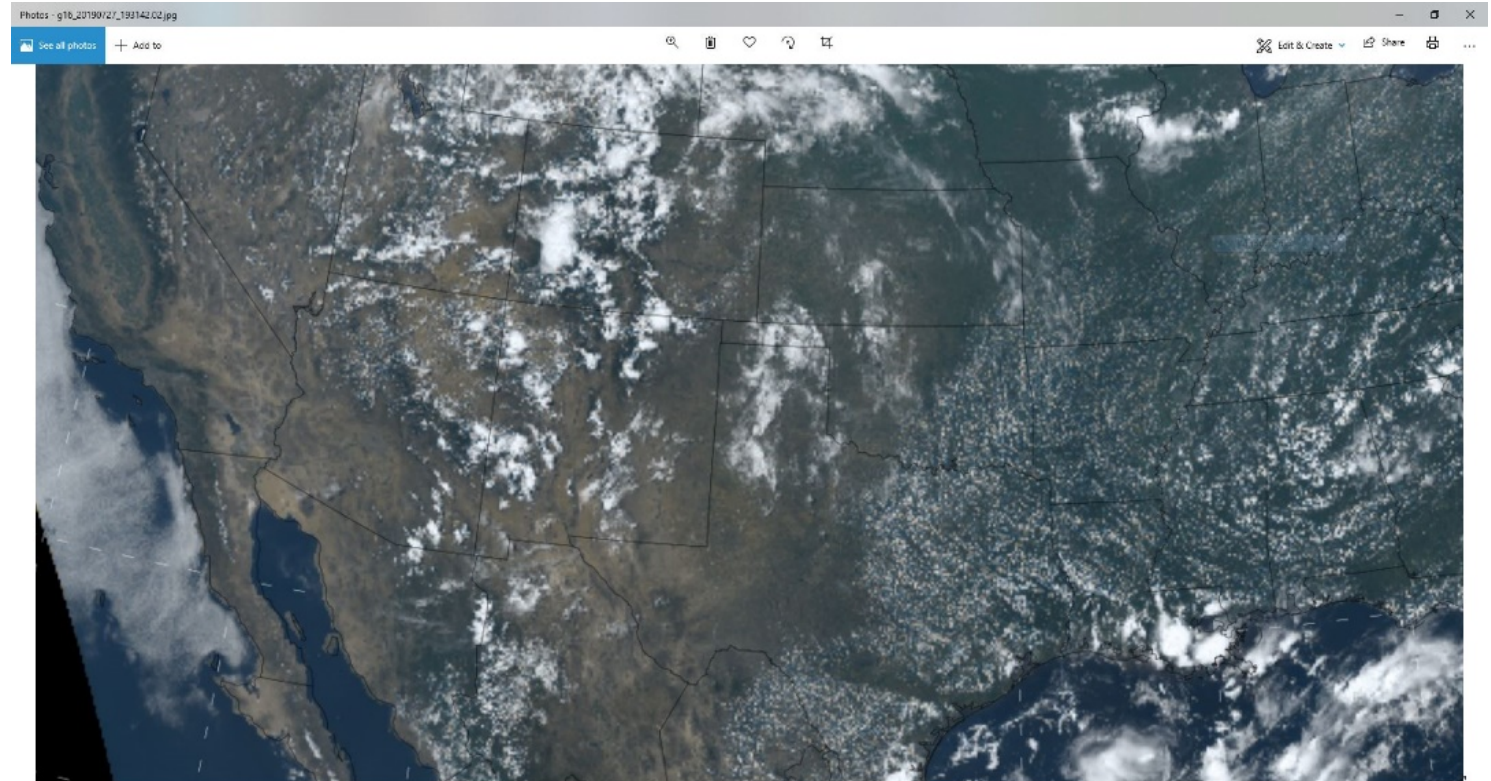 Photos - g16_20190727_193142.02.jpg
See all photos
Add to
Edit & Create
Share